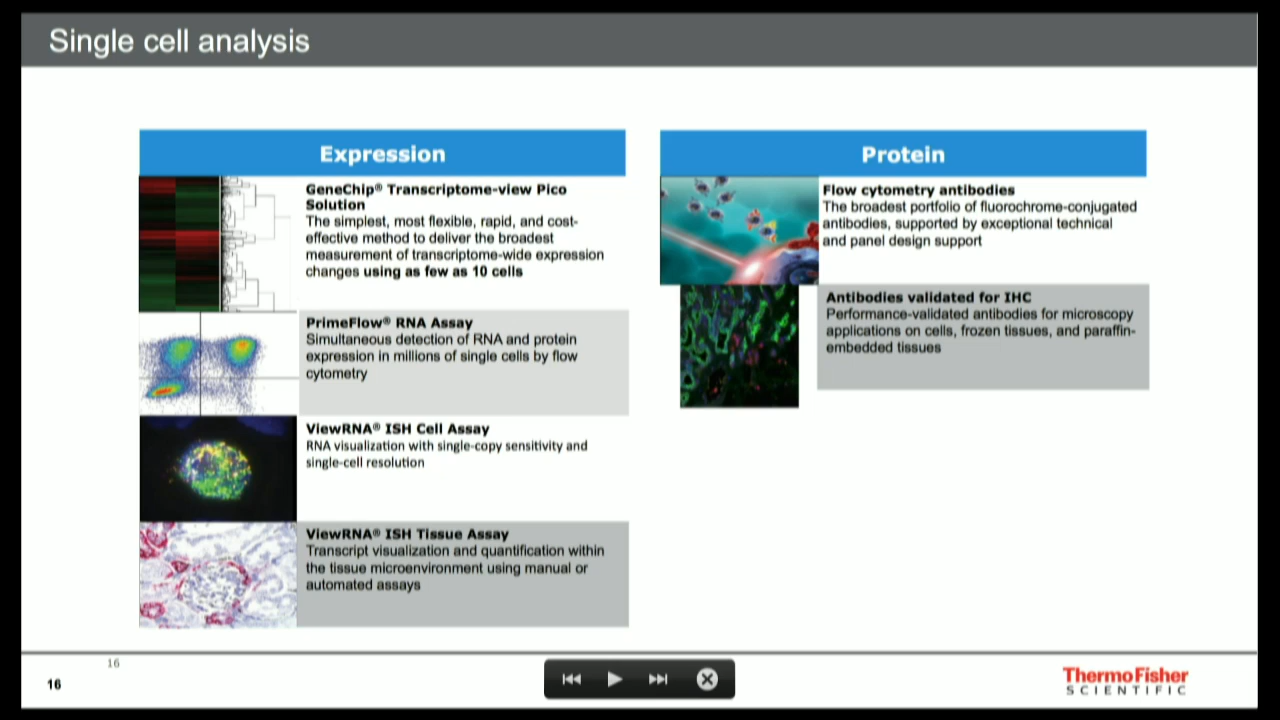 Single cell analysis
Expression
GeneChip® Transcriptome-view Pico
Solution
The simplest, most flexible, rapid, and cost-
effective method to deliver the broadest
measurement of transcriptome-wide expression
changes using as few as 10 cells
PrimeFlow® RNA Assay
Simultaneous detection of RNA and protein
expression in millions of single cells by flow
cytometry
ViewRNA® ISH Cell Assay
RNA visualization with single-copy sensitivity and
single-cell resolution
ViewRNA® ISH Tissue Assay
Transcript visualization and quantification within
the tissue microenvironment using manual or
automated assays
Protein
Flow cytometry antibodies
The broadest portfolio of fluorochrome-conjugated
antibodies, supported by exceptional technical
and panel design support
Antibodies validated for IHC
Performance-validated antibodies for microscopy
applications on cells, frozen tissues, and paraffin-
embedded tissues
16
16
ThermoFisher
SCIENTIFIC